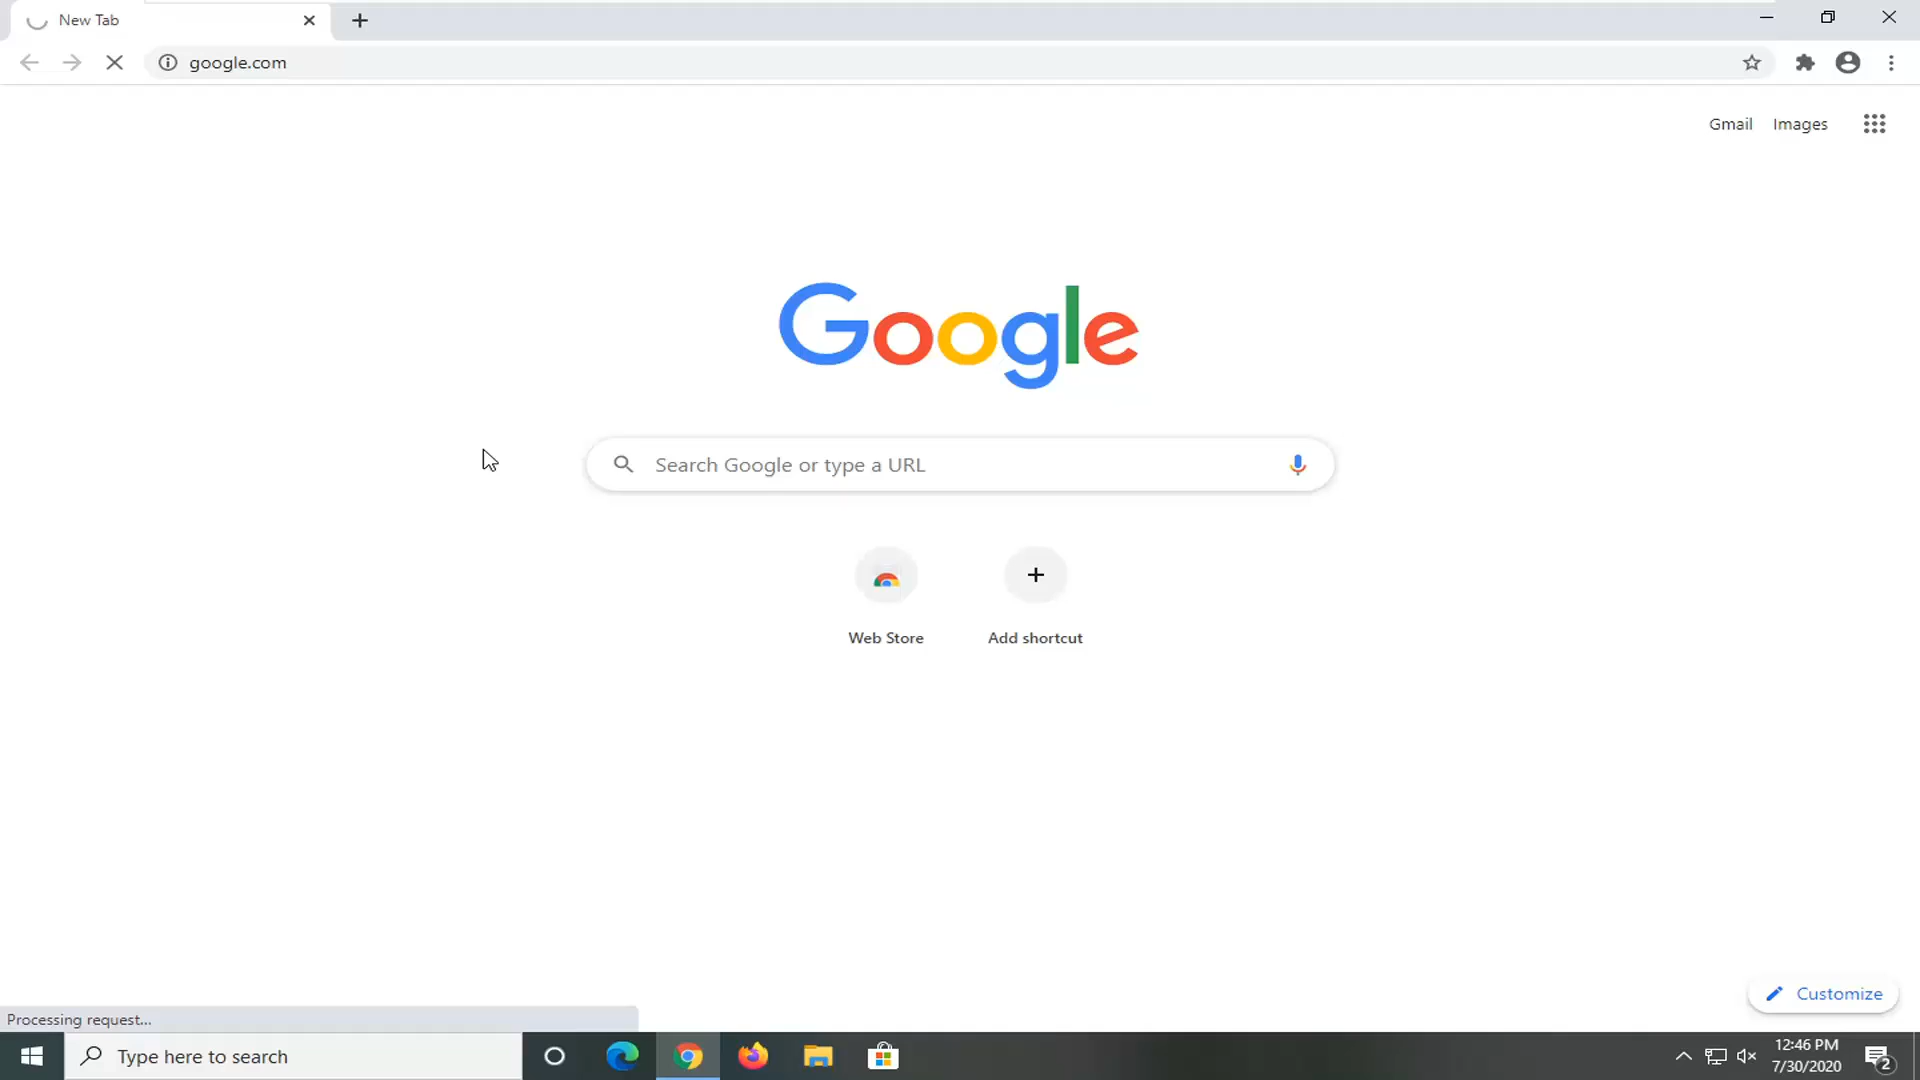 New Tab
google.com
Gmail Images
Google
Search Google or type a URL
Web Store
Add shortcut
Customize
Processing request...
Type here to search
12:46 PM
7/30/2020
2